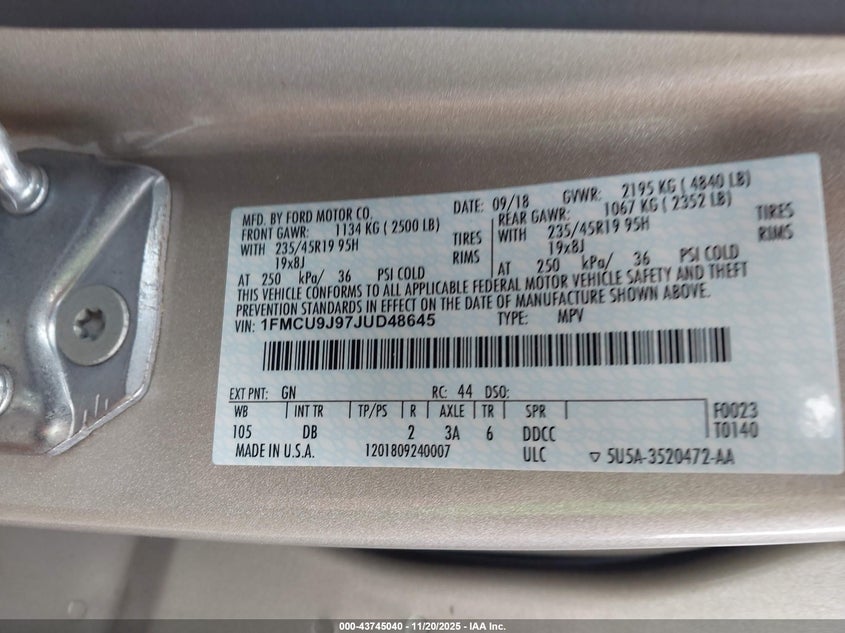 MFD. BY FORD MOTOR CO. DATE: 09/18 GVWR: 2195 KG ( 4840 LB)
FRONT GAWR: 1134 KG ( 2500 LB) REAR GAWR: 1067 KG ( 2352 LB)
WITH 235/45R19 95H TIRES WITH 235/45R19 95H TIRES
19x8J RIMS 19x8J RIMS
AT 250 kPa/ 36 PSI COLD AT 250 kPa/ 36 PSI COLD
THIS VEHICLE CONFORMS TO ALL APPLICABLE FEDERAL MOTOR VEHICLE SAFETY AND THEFT
PREVENTION STANDARDS IN EFFECT ON THE DATE OF MANUFACTURE SHOWN ABOVE.
VIN: 1FMCU9J97JUD48645 TYPE: MPV
EXT PNT: GN RC: 44 DSO:
WB INT TR TP/PS R AXLE TR SPR F0023
105 DB 2 3A 6 DDCC T0140
MADE IN U.S.A. 1201809240007 ULC ▽ 5U5A-3520472-AA
000-43745040 - 11/20/2025 - IAA Inc.